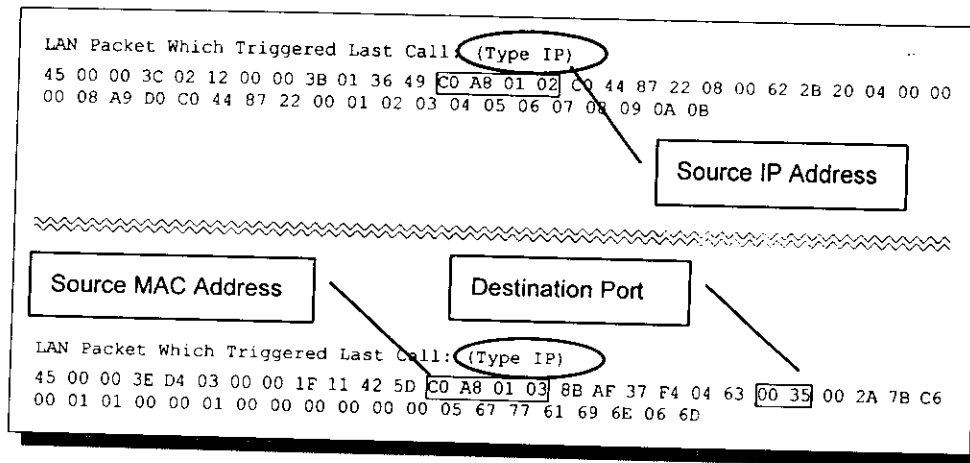 LAN Packet Which Triggered Last Call: (Type IP)
45 00 00 3C 02 12 00 00 3B 01 36 49 C0 A8 01 02 C0 44 87 22 08 00 62 2B 20 04 00 00
00 08 A9 D0 C0 44 87 22 00 01 02 03 04 05 06 07 08 09 0A 0B
Source IP Address
Source MAC Address
Destination Port
LAN Packet Which Triggered Last Call: (Type IP)
45 00 00 3E D4 03 00 00 1F 11 42 5D C0 A8 01 03 8B AF 37 F4 04 63 00 35 00 2A 7B C6
00 01 01 00 00 01 00 00 00 00 00 00 05 67 77 61 69 6E 06 6D